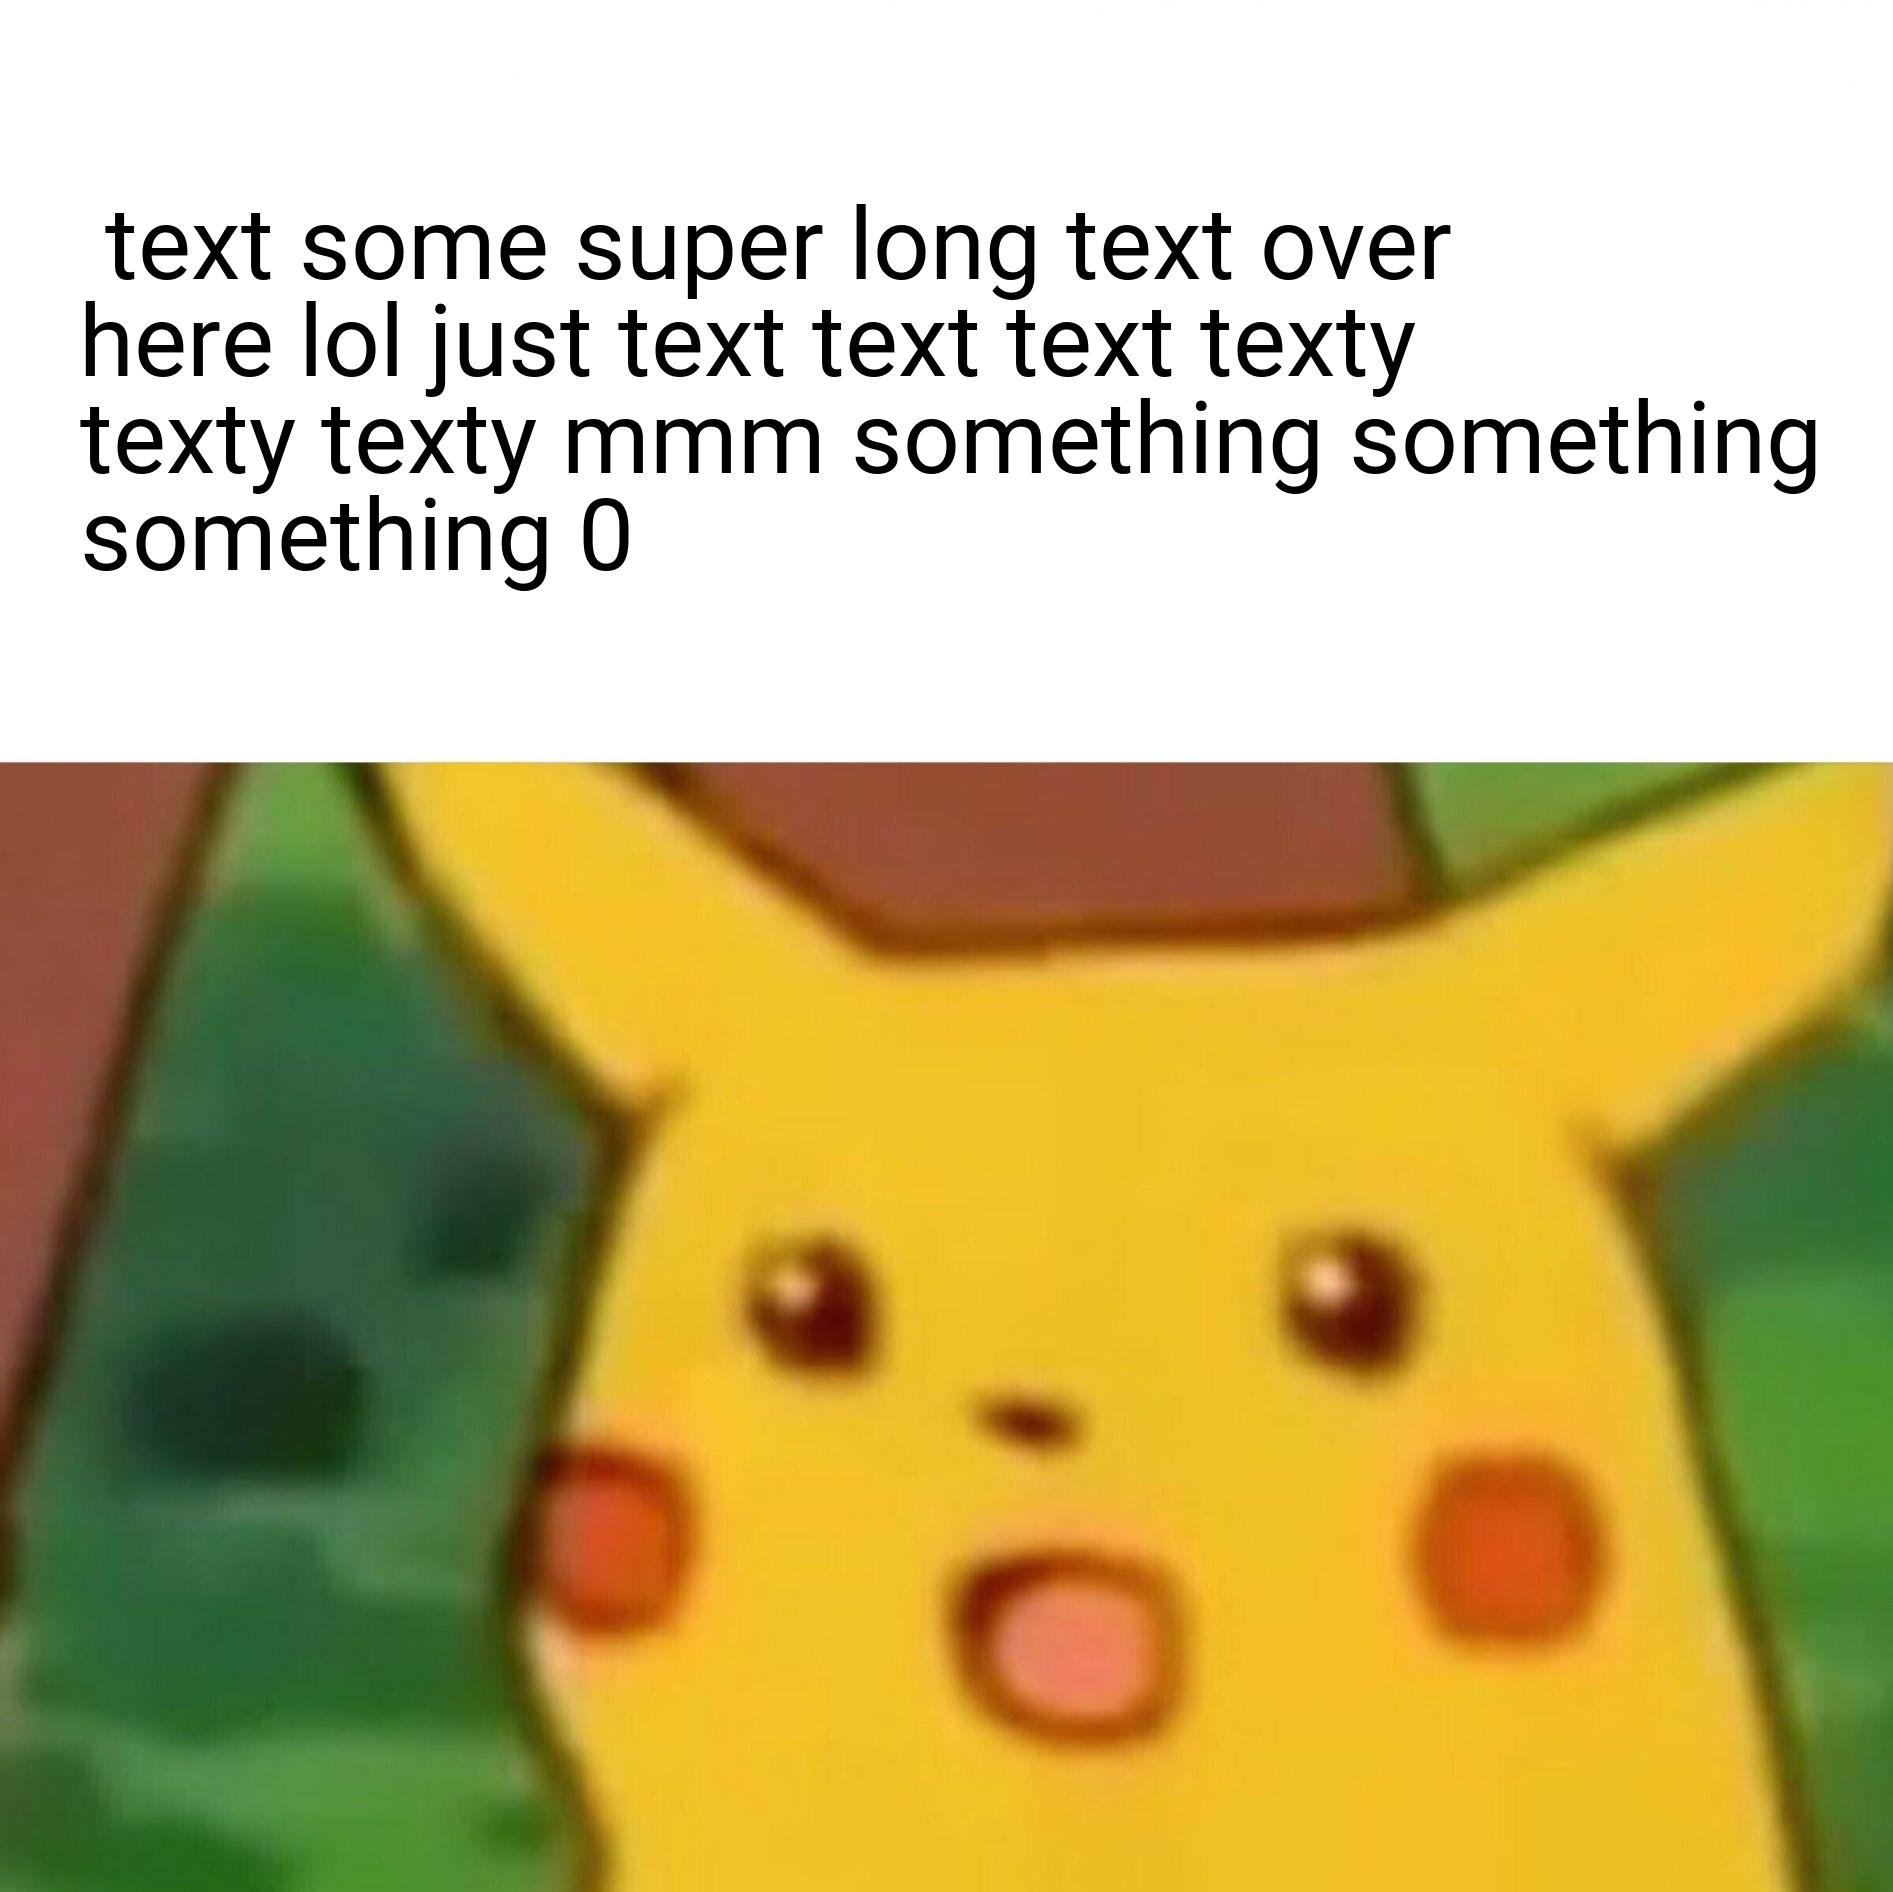 text some super long text over
here lol just text text text texty
texty texty mmm something something
something 0